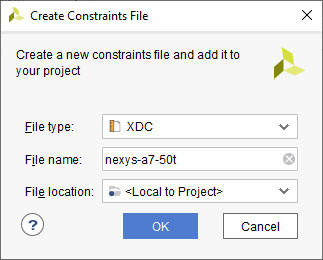 Create Constraints File
Create a new constraints file and add it to
your project
File type: XDC
File name: nexys-a7-50t
File location: <Local to Project>
? OK Cancel